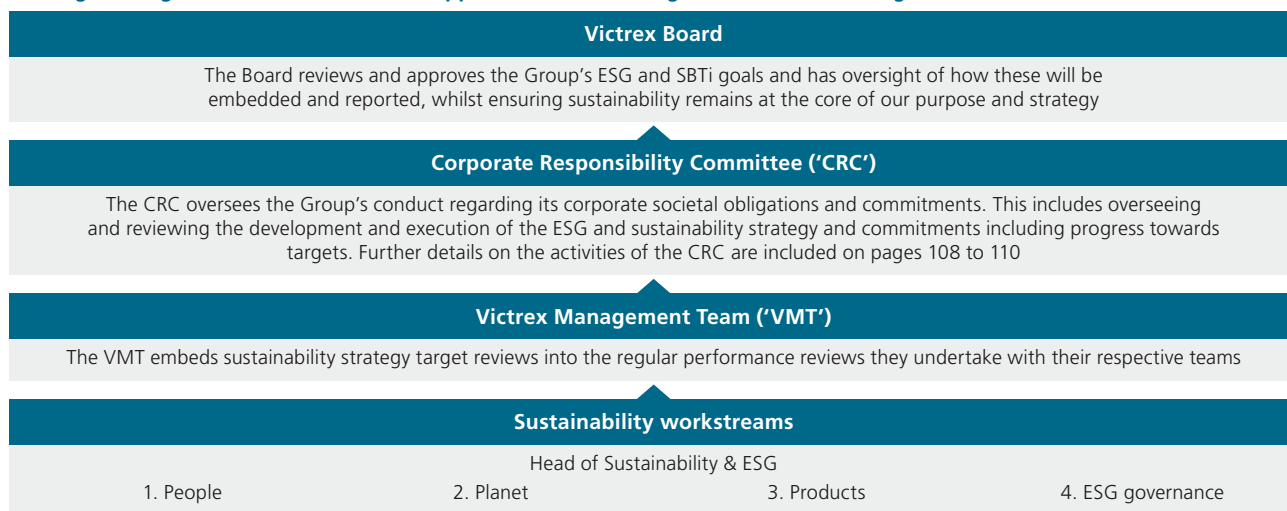 Victrex Board
The Board reviews and approves the Group's ESG and SBTi goals and has oversight of how these will be
embedded and reported, whilst ensuring sustainability remains at the core of our purpose and strategy
Corporate Responsibility Committee ('CRC')
The CRC oversees the Group's conduct regarding its corporate societal obligations and commitments. This includes overseeing
and reviewing the development and execution of the ESG and sustainability strategy and commitments including progress towards
targets. Further details on the activities of the CRC are included on pages 108 to 110
Victrex Management Team ('VMT')
The VMT embeds sustainability strategy target reviews into the regular performance reviews they undertake with their respective teams
Sustainability workstreams
Head of Sustainability & ESG
1. People 2. Planet 3. Products 4. ESG governance